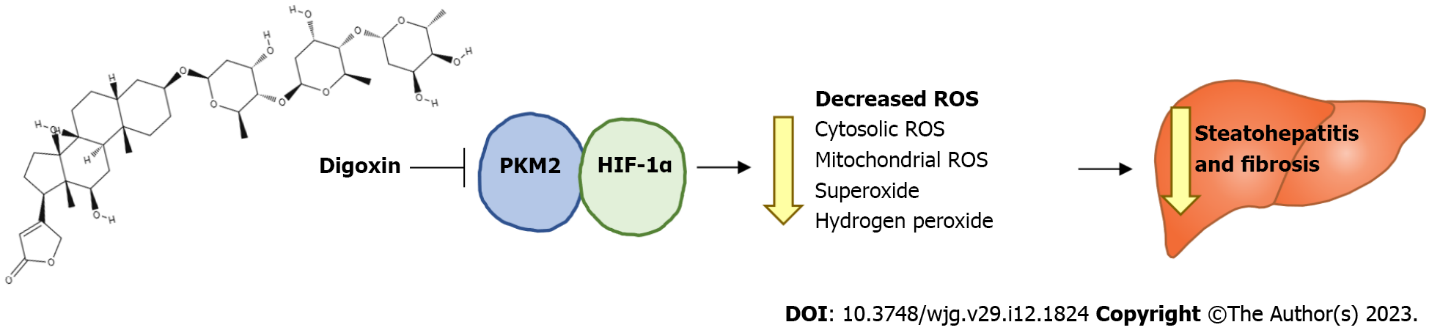 Digoxin
PKM2
HIF-1α
Decreased ROS
Cytosolic ROS
Mitochondrial ROS
Superoxide
Hydrogen peroxide
Steatohepatitis
and fibrosis
H
O
H
O
O
O
H
O
O
O
O
O
H
O
H
H
H
O
H
H
O
H
O
O
DOI: 10.3748/wjg.v29.i12.1824 Copyright ©The Author(s) 2023.